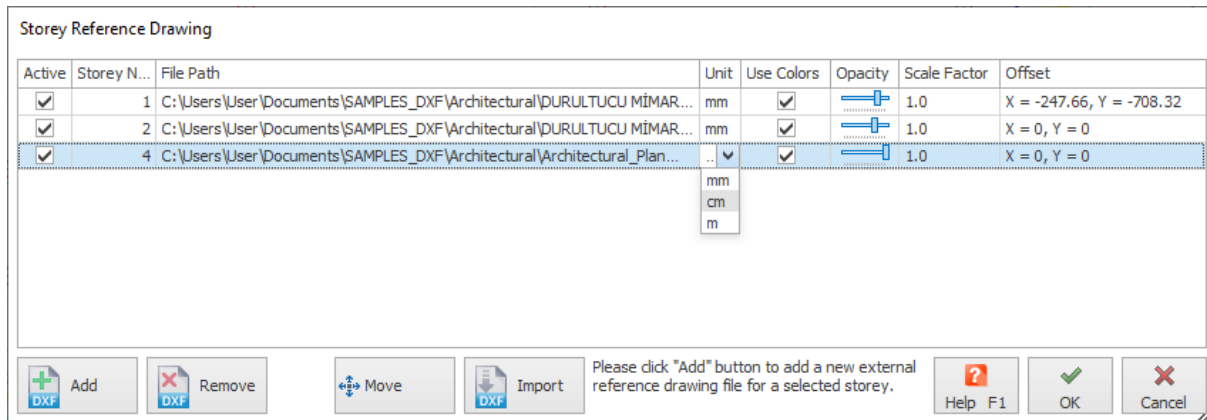 Storey Reference Drawing
Active Storey N... File Path Unit Use Colors Opacity Scale Factor Offset
1 C:\Users\User\Documents\SAMPLES_DXF\Architectural\DURULTUCU MİMAR... mm 1.0 X = -247.66, Y = -708.32
2 C:\Users\User\Documents\SAMPLES_DXF\Architectural\DURULTUCU MİMAR... mm 1.0 X = 0, Y = 0
4 C:\Users\User\Documents\SAMPLES_DXF\Architectural\Architectural_Plan... .. 1.0 X = 0, Y = 0
mm
cm
m
DXF Add DXF Remove Move DXF Import
Please click "Add" button to add a new external
reference drawing file for a selected storey.
Help F1 OK Cancel